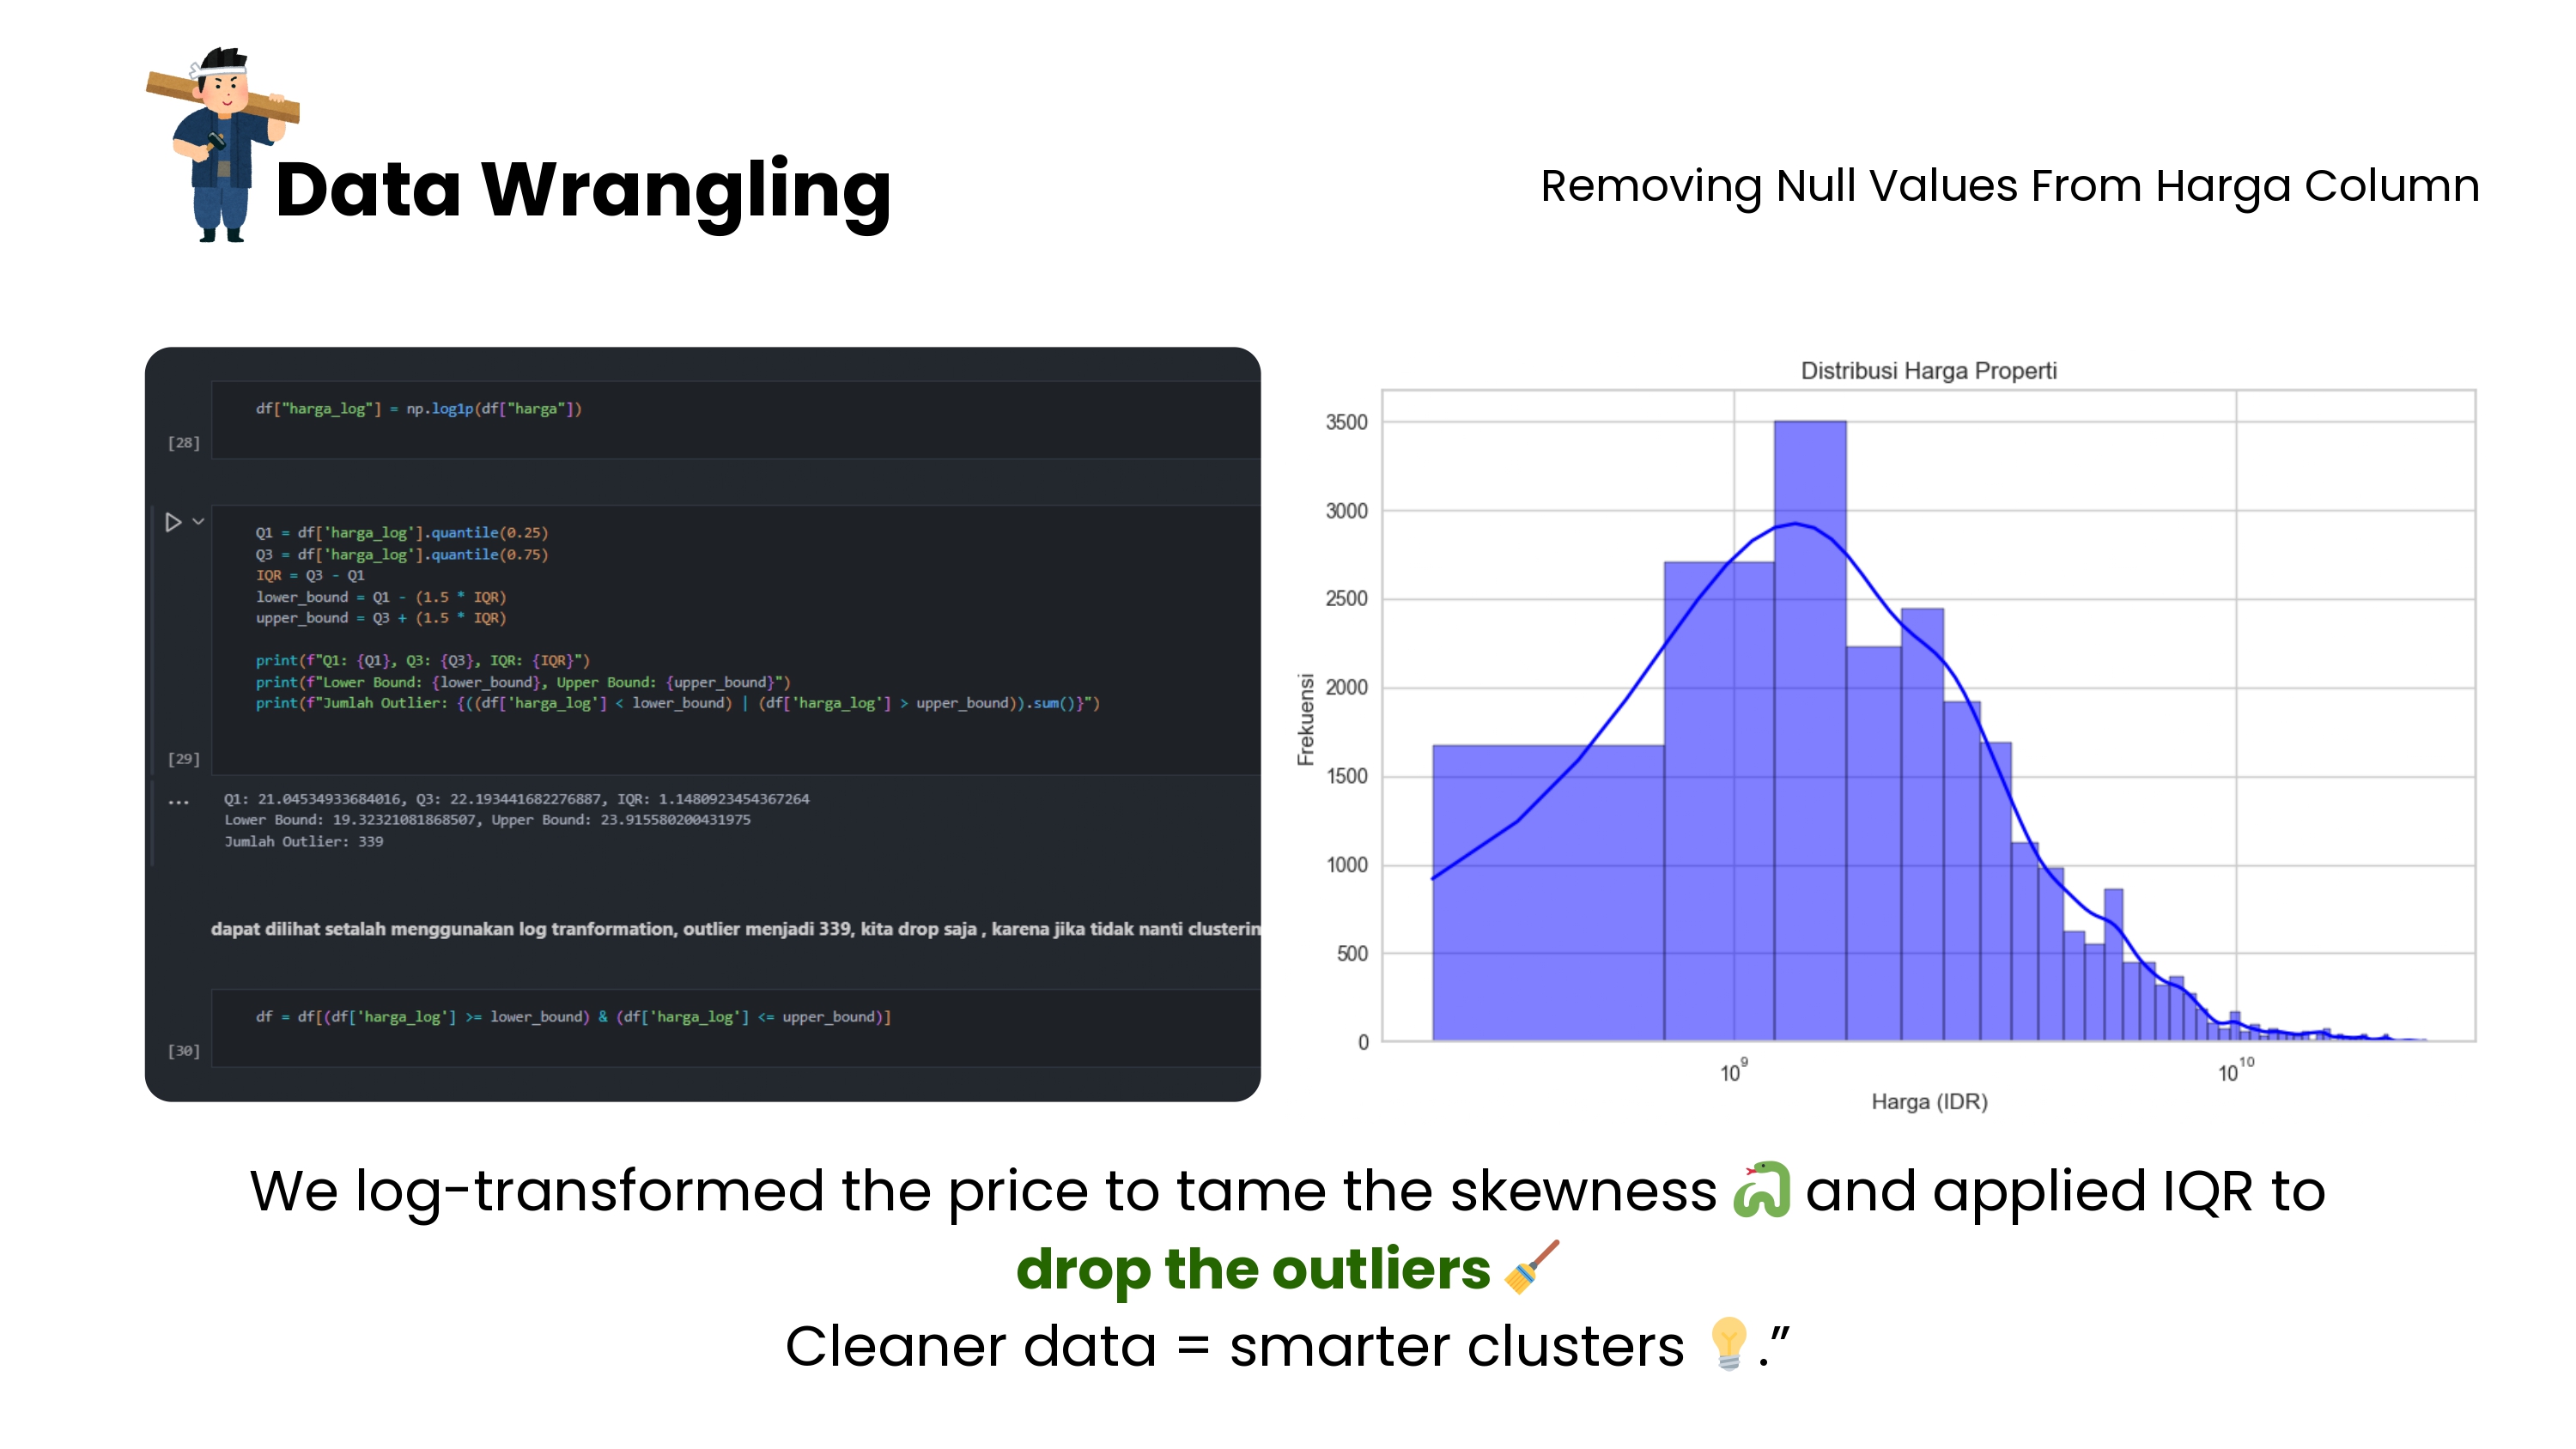 Data Wrangling
Removing Null Values From Harga Column
df["harga_log"] = np.log1p(df["harga"])
[28]
Q1 = df['harga_log'].quantile(0.25)
Q3 = df['harga_log'].quantile(0.75)
IQR = Q3 - Q1
lower_bound = Q1 - (1.5 * IQR)
upper_bound = Q3 + (1.5 * IQR)
print(f"Q1: {Q1}, Q3: {Q3}, IQR: {IQR}")
print(f"Lower Bound: {lower_bound}, Upper Bound: {upper_bound}")
print(f"Jumlah Outlier: {((df['harga_log'] < lower_bound) | (df['harga_log'] > upper_bound)).sum()}")
[29]
... Q1: 21.04534933684016, Q3: 22.193441682276887, IQR: 1.1480923454367264
Lower Bound: 19.32321081868507, Upper Bound: 23.915580200431975
Jumlah Outlier: 339
dapat dilihat setalah menggunakan log tranformation, outlier menjadi 339, kita drop saja , karena jika tidak nanti clusterin
df = df[(df['harga_log'] >= lower_bound) & (df['harga_log'] <= upper_bound)]
[30]
Distribusi Harga Properti
3500
3000
2500
2000
1500
1000
500
0
Frekuensi
10⁹
10¹⁰
Harga (IDR)
We log-transformed the price to tame the skewness 🐍 and applied IQR to
drop the outliers 🧹
Cleaner data = smarter clusters 💡.”